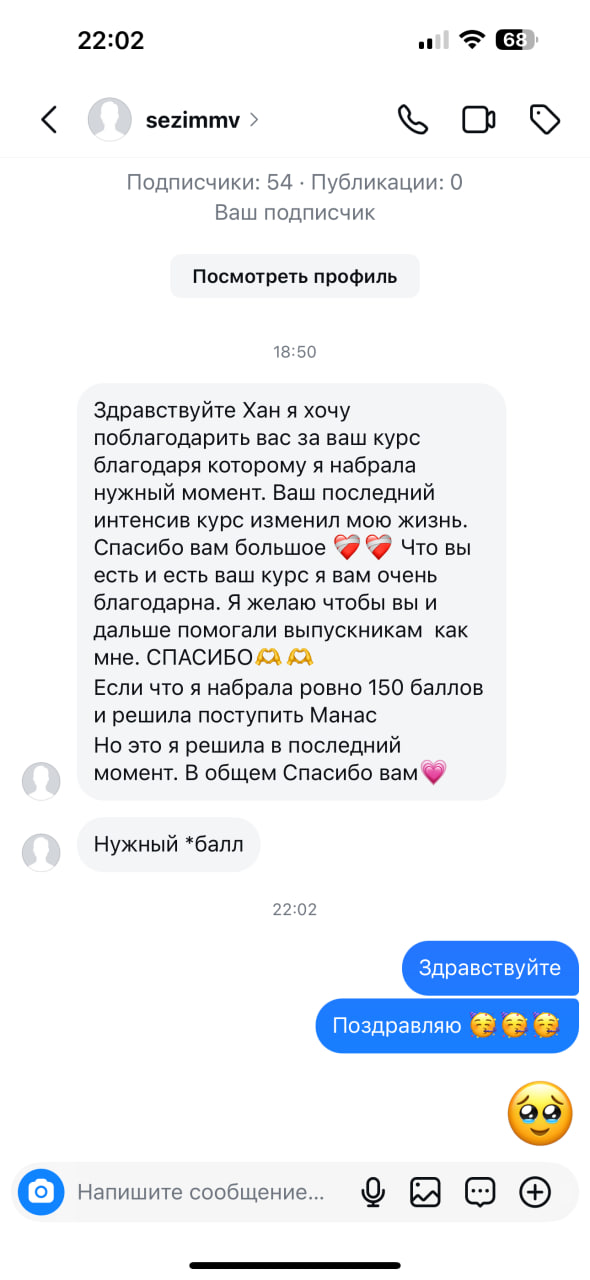 22:02
68
sezimmv
Подписчики: 54 · Публикации: 0
Ваш подписчик
Посмотреть профиль
18:50
Здравствуйте Хан я хочу
поблагодарить вас за ваш курс
благодаря которому я набрала
нужный момент. Ваш последний
интенсив курс изменил мою жизнь.
Спасибо вам большое ❤️‍🩹❤️‍🩹 Что вы
есть и есть ваш курс я вам очень
благодарна. Я желаю чтобы вы и
дальше помогали выпускникам  как
мне. СПАСИБО🫶🫶
Если что я набрала ровно 150 баллов
и решила поступить Манас
Но это я решила в последний
момент. В общем Спасибо вам💗
Нужный *балл
22:02
Здравствуйте
Поздравляю 🥳🥳🥳
🥹
Напишите сообщение...